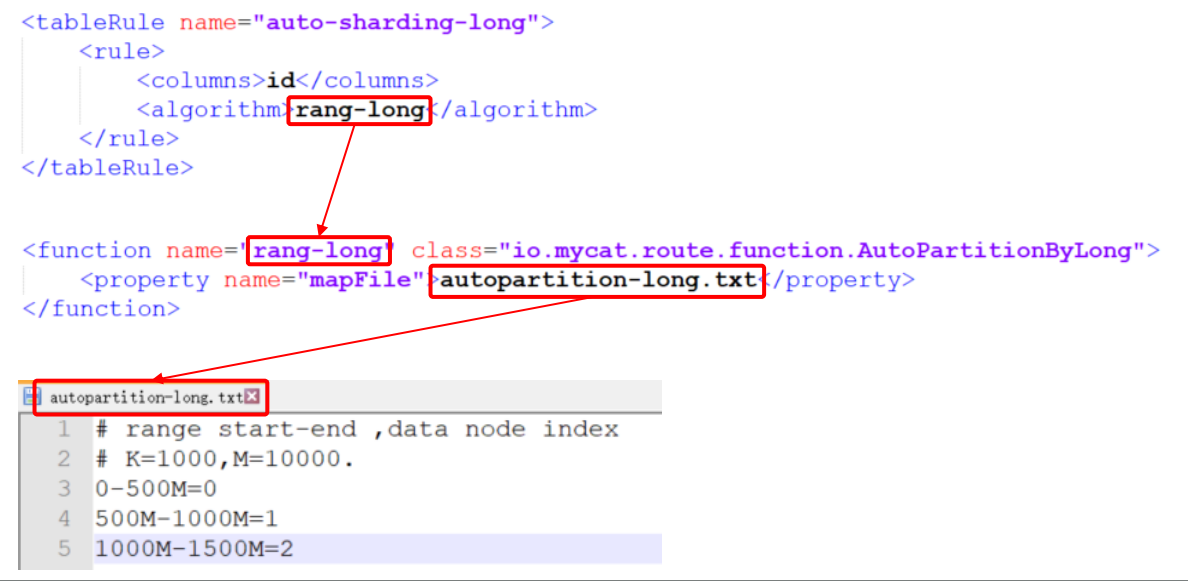 <tableRule name="auto-sharding-long">
<rule>
<columns>id</columns>
<algorithm>rang-long</algorithm>
</rule>
</tableRule>
<function name="rang-long" class="io.mycat.route.function.AutoPartitionByLong">
<property name="mapFile">autopartition-long.txt</property>
</function>
autopartition-long.txt
1 # range start-end ,data node index
2 # K=1000,M=10000.
3 0-500M=0
4 500M-1000M=1
5 1000M-1500M=2